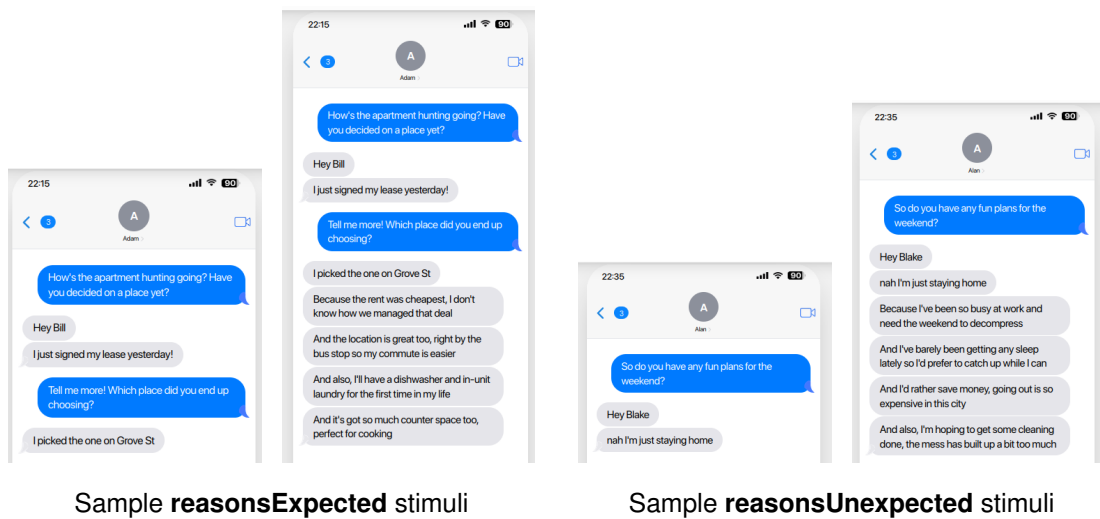 22:15
90
3
A
Adam
How's the apartment hunting going? Have
you decided on a place yet?
Hey Bill
I just signed my lease yesterday!
Tell me more! Which place did you end up
choosing?
I picked the one on Grove St
22:15
90
3
A
Adam
How's the apartment hunting going? Have
you decided on a place yet?
Hey Bill
I just signed my lease yesterday!
Tell me more! Which place did you end up
choosing?
I picked the one on Grove St
Because the rent was cheapest, I don't
know how we managed that deal
And the location is great too, right by the
bus stop so my commute is easier
And also, I'll have a dishwasher and in-unit
laundry for the first time in my life
And it's got so much counter space too,
perfect for cooking
Sample reasonsExpected stimuli
22:35
90
3
A
Alan
So do you have any fun plans for the
weekend?
Hey Blake
nah I'm just staying home
22:35
90
3
A
Alan
So do you have any fun plans for the
weekend?
Hey Blake
nah I'm just staying home
Because I've been so busy at work and
need the weekend to decompress
And I've barely been getting any sleep
lately so I'd prefer to catch up while I can
And I'd rather save money, going out is so
expensive in this city
And also, I'm hoping to get some cleaning
done, the mess has built up a bit too much
Sample reasonsUnexpected stimuli